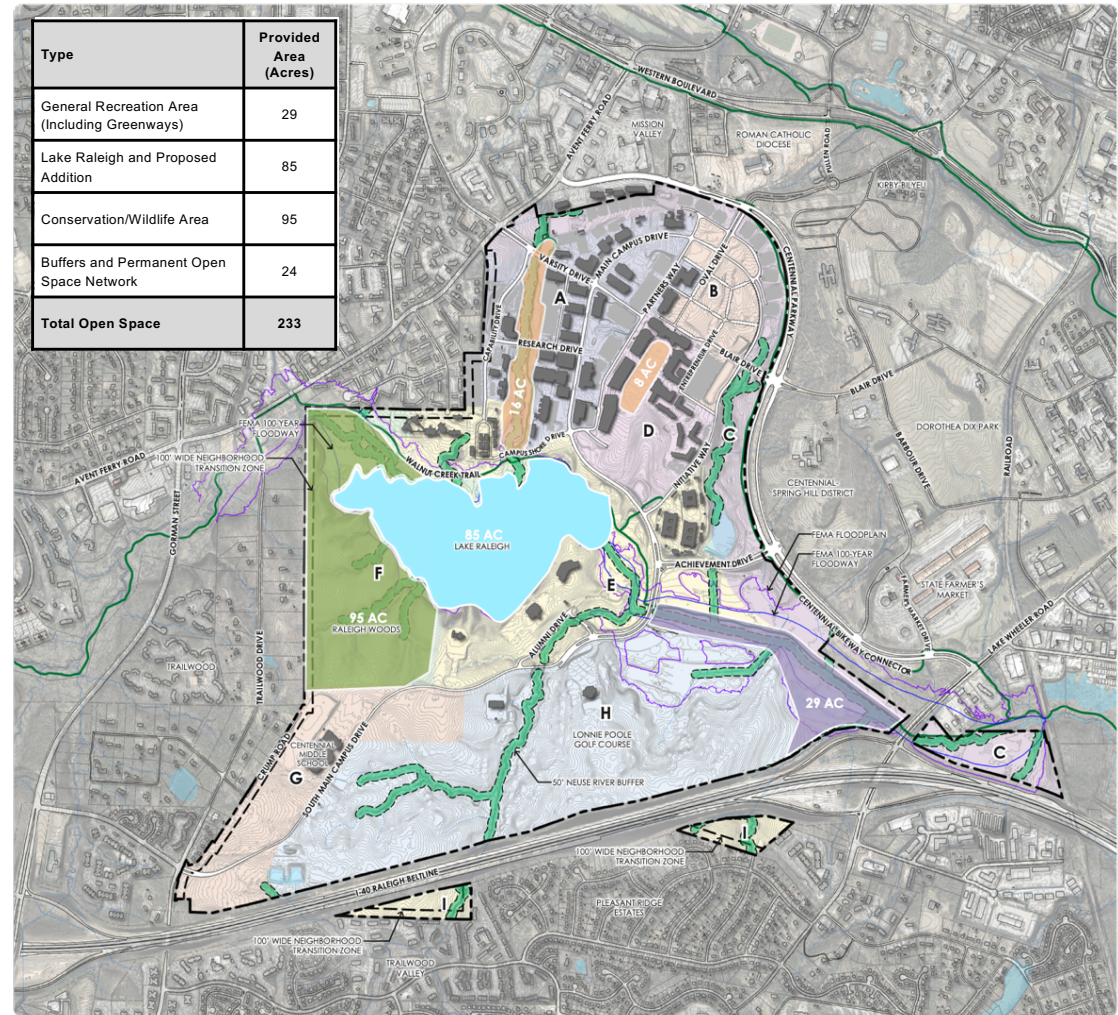 Type
Provided
Area
(Acres)
General Recreation Area
(Including Greenways)
29
Lake Raleigh and Proposed
Addition
85
Conservation/Wildlife Area
95
Buffers and Permanent Open
Space Network
24
Total Open Space
233
WESTERN BOULEVARD
AVENT FERRY ROAD
MISSION
VALLEY
ROMAN CATHOLIC
DIOCESE
PULLEN ROAD
KIRBY BILYEU
VARSITY DRIVE
MAIN CAMPUS DRIVE
PARTNERS WAY
OVAL DRIVE
CENTENNIAL PARKWAY
A
B
CAPABILITY DRIVE
RESEARCH DRIVE
ENTREPRENEUR DRIVE
BLAIR DRIVE
BLAIR DRIVE
16 AC
8 AC
DOROTHEA DIX PARK
BARBOUR DRIVE
RAILROAD
FEMA 100-YEAR
FLOODWAY
100' WIDE NEIGHBORHOOD
TRANSITION ZONE
AVENT FERRY ROAD
GORMAN STREET
WALNUT CREEK TRAIL
CAMPUS SHORE DRIVE
D
C
INITIATIVE WAY
CENTENNIAL-
SPRING HILL DISTRICT
85 AC
LAKE RALEIGH
FEMA FLOODPLAIN
FEMA 100-YEAR
FLOODWAY
ACHIEVEMENT DRIVE
F
E
STATE FARMER'S
MARKET
FARMER'S MARKET DRIVE
95 AC
RALEIGH WOODS
ALUMNI DRIVE
CENTENNIAL BIKEWAY CONNECTOR
LAKE WHEELER ROAD
TRAILWOOD
TRAILWOOD DRIVE
29 AC
H
LONNIE POOLE
GOLF COURSE
CENTENNIAL
MIDDLE
SCHOOL
CRUMP ROAD
G
SOUTH MAIN CAMPUS DRIVE
50' NEUSE RIVER BUFFER
C
I
100' WIDE NEIGHBORHOOD
TRANSITION ZONE
I-40 RALEIGH BELTLINE
I
PLEASANT RIDGE
ESTATES
100' WIDE NEIGHBORHOOD
TRANSITION ZONE
TRAILWOOD
VALLEY